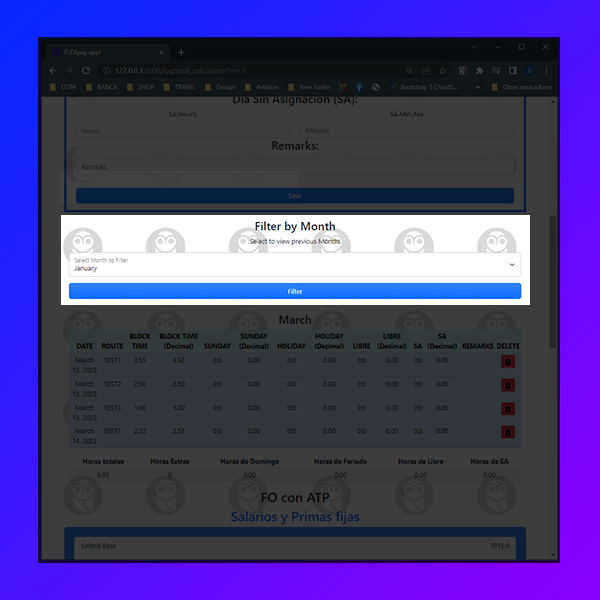 FLEXpay appl
127.0.0.1:8000/logbook_calculator/?m=3
COPA BANCA SHOP TRAVEL Design Aviation New folder Bootstrap 5 CheatS... » Otros marcadores
Dia Sin Asignacion (SA):
SA Hours: SA Minutes:
Hours Minutes
Remarks:
Remarks
Save
Filter by Month
Select to view previous Months
Select Month to Filter
January
Filter
March
DATE ROUTE BLOCK TIME BLOCK TIME (Decimal) SUNDAY SUNDAY (Decimal) HOLIDAY HOLIDAY (Decimal) LIBRE LIBRE (Decimal) SA SA (Decimal) REMARKS DELETE
March 13, 2023 TEST1 3:55 3.92 0:0 0.00 0:0 0.00 0:0 0.00 0:0 0.00
March 13, 2023 TEST2 2:50 2.50 0:0 0.00 0:0 0.00 0:0 0.00 0:0 0.00
March 13, 2023 TEST3 1:00 1.00 0:0 0.00 0:0 0.00 0:0 0.00 0:0 0.00
March 14, 2023 TEST1 2:52 2.53 0:0 0.00 0:0 0.00 0:0 0.00 0:0 0.00
Horas totales Horas Extras Horas de Domingo Horas de Feriado Horas de Libre Horas de SA
9.95 0 0.00 0.00 0.00 0.00
FO con ATP
Salarios y Primas fijas
Salario Base 1915.0